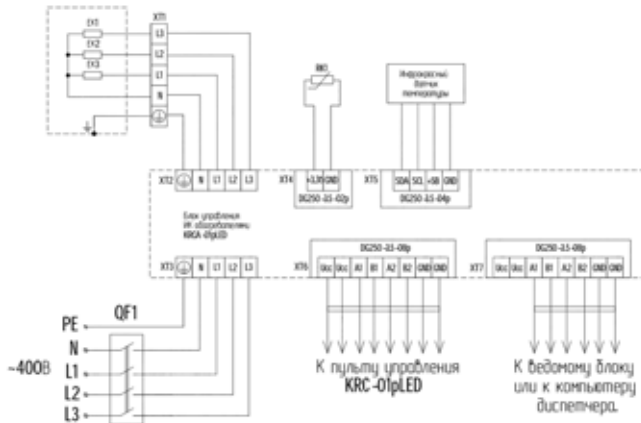 XT1
EK1
EK2
EK3
L3
L2
L1
N
RK1
Инфракрасный
датчик
температуры
XT2
N L1 L2 L3
XT4
+3,3В GND
DG250-3.5-02p
XT5
SDA SCL +5В GND
DG250-3.5-04p
Блок управления
ИК обогревателями
KRCA-01pLED
XT3
N L1 L2 L3
DG250-3.5-08p
XT6
Ucc Ucc A1 B1 A2 B2 GND GND
DG250-3.5-08p
XT7
Ucc Ucc A1 B1 A2 B2 GND GND
QF1
PE
N
~400В
L1
L2
L3
К пульту управления
KRC-01pLED
К ведомому блоку
или к компьютеру
диспетчера.